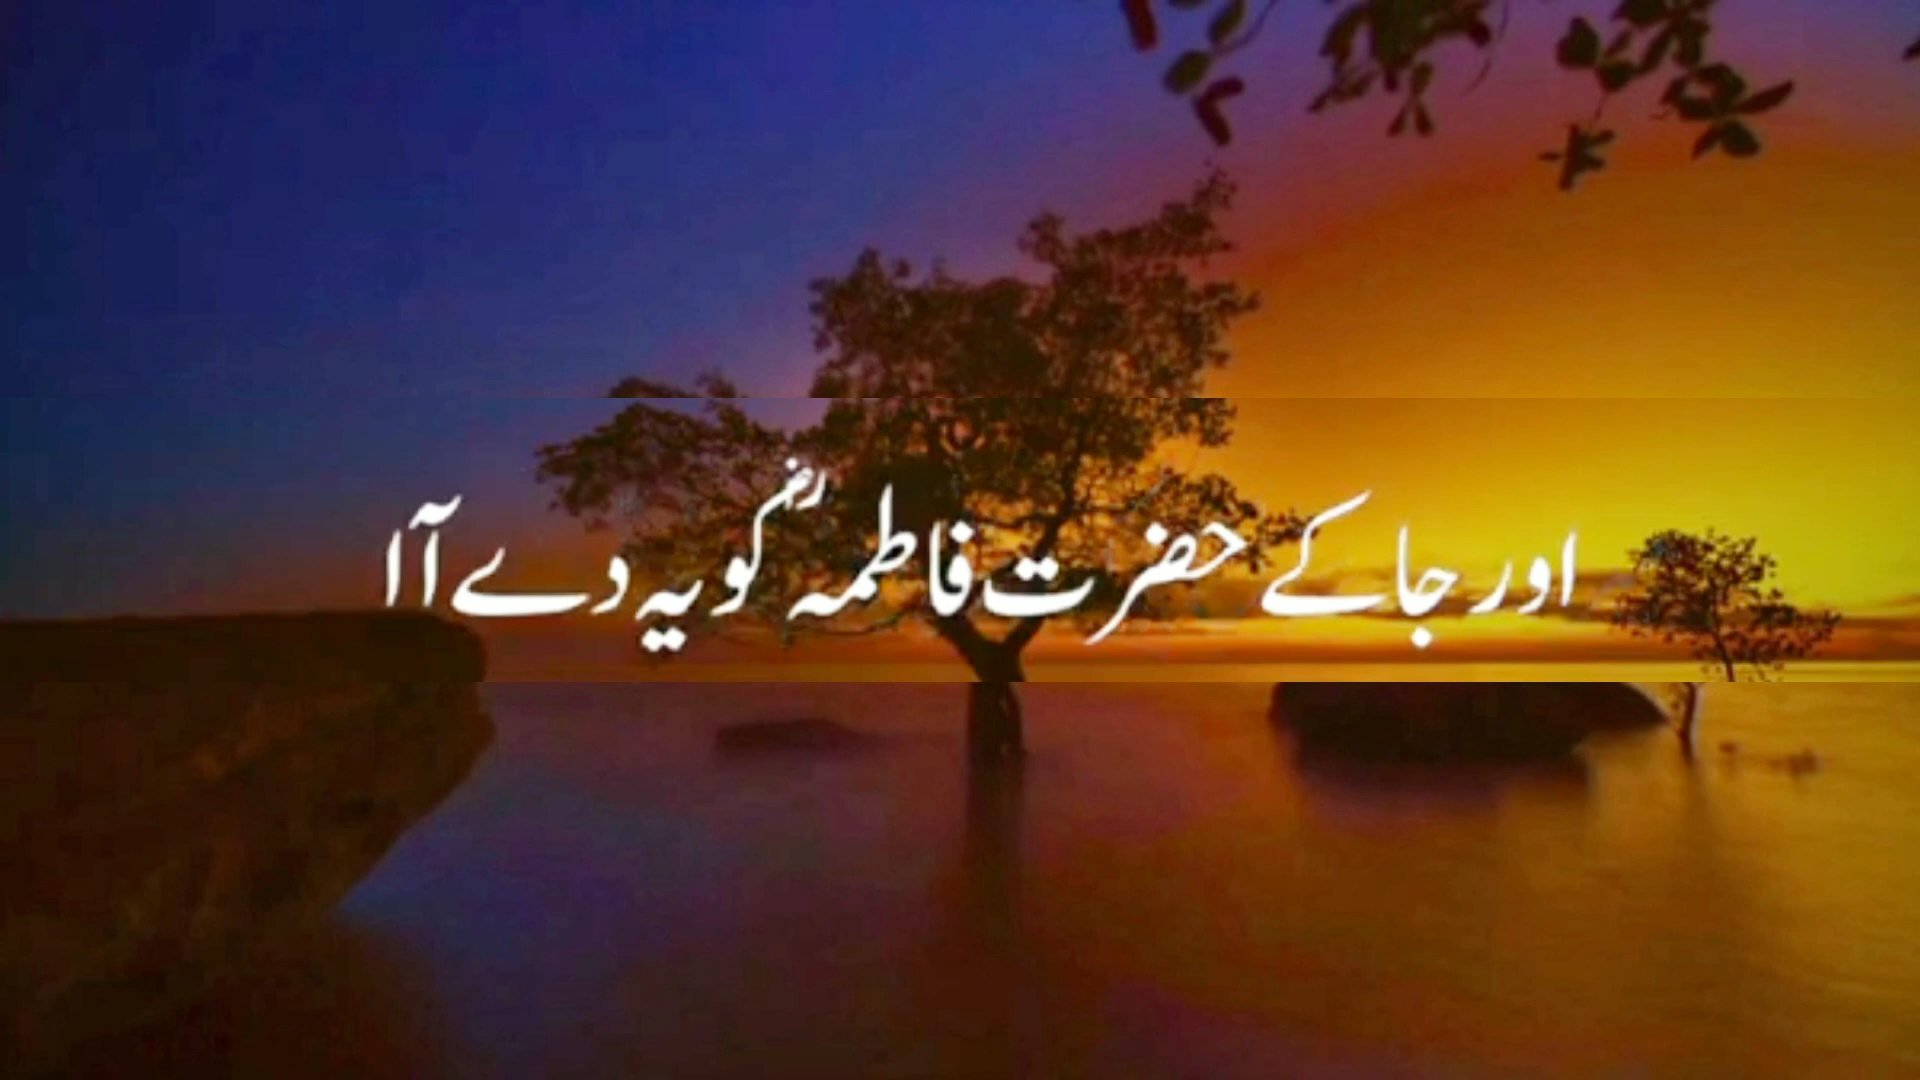 اور جا کے حضرت فاطمہؓ کو یہ دے آ ا